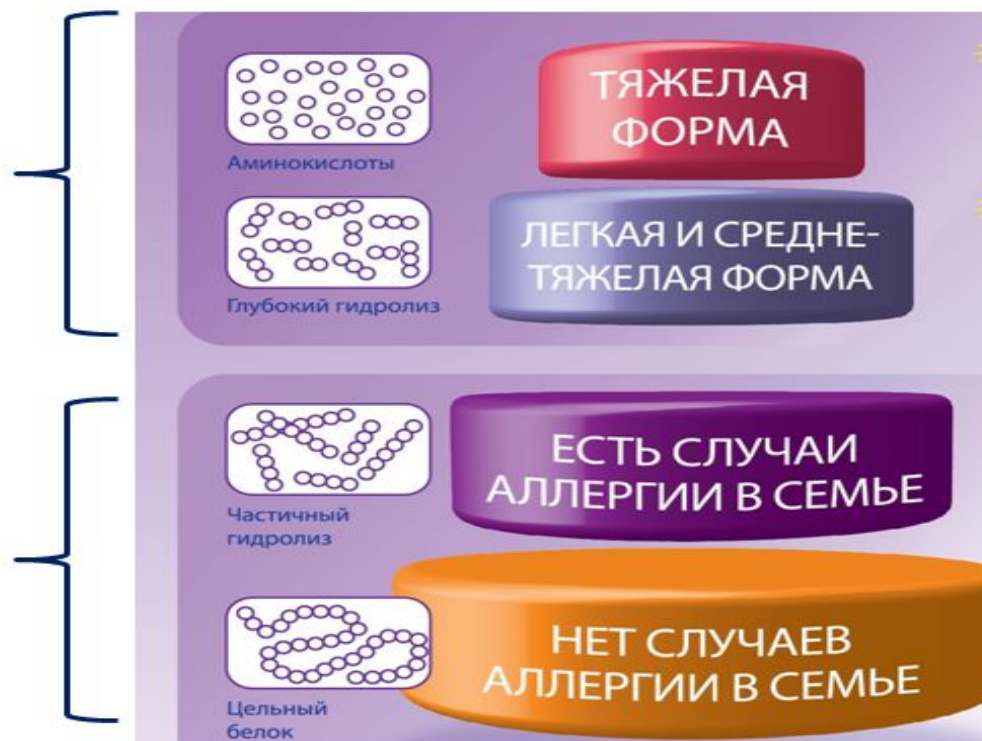 Аминокислоты
ТЯЖЕЛАЯ
ФОРМА
Глубокий гидролиз
ЛЕГКАЯ И СРЕДНЕ-
ТЯЖЕЛАЯ ФОРМА
Частичный
гидролиз
ЕСТЬ СЛУЧАИ
АЛЛЕРГИИ В СЕМЬЕ
Цельный
белок
НЕТ СЛУЧАЕВ
АЛЛЕРГИИ В СЕМЬЕ